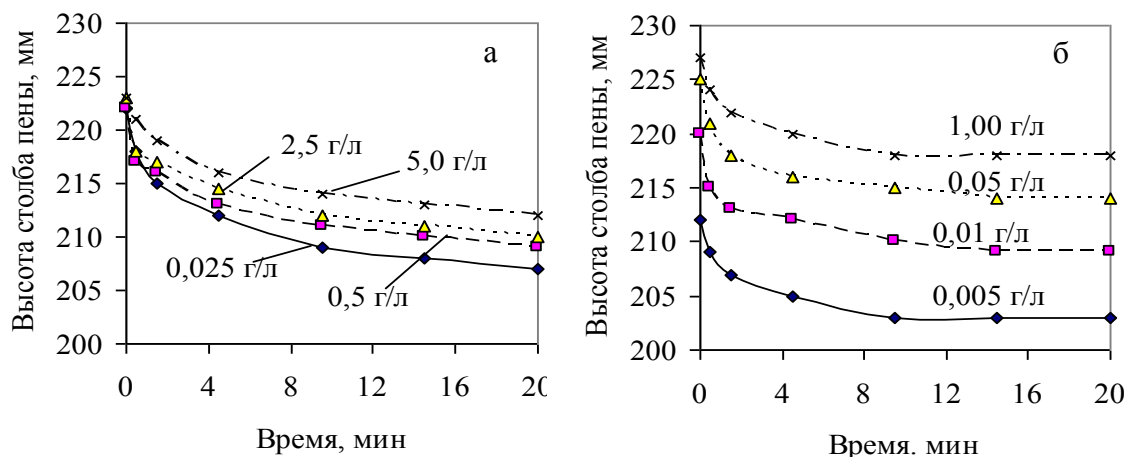 Высота столба пены, мм
230
225
220
215
210
205
200
0
4
8
12
16
20
Время, мин
а
2,5 г/л
5,0 г/л
0,025 г/л
0,5 г/л
Высота столба пены, мм
230
225
220
215
210
205
200
0
4
8
12
16
20
Время, мин
б
1,00 г/л
0,05 г/л
0,01 г/л
0,005 г/л